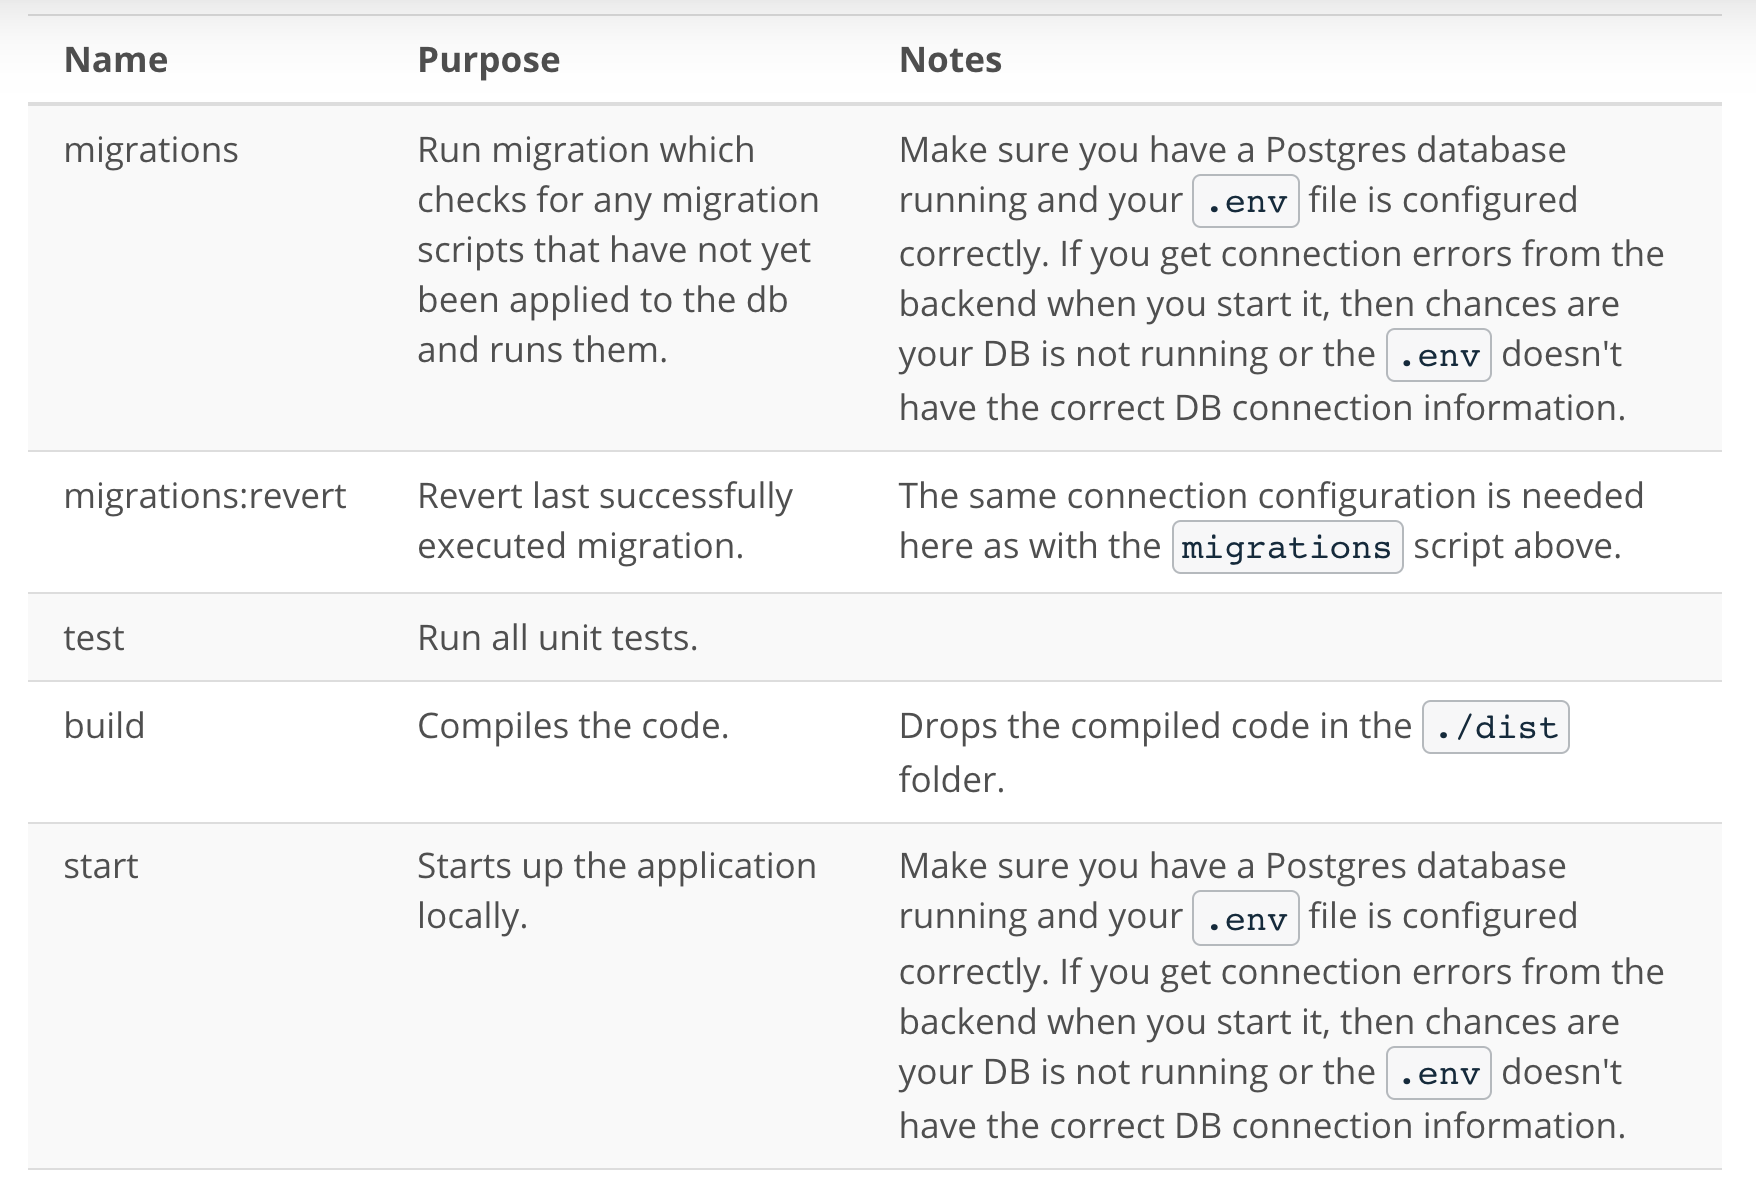 Name Purpose Notes
migrations
Run migration which
checks for any migration
scripts that have not yet
been applied to the db
and runs them.
Make sure you have a Postgres database
running and your .env file is configured
correctly. If you get connection errors from the
backend when you start it, then chances are
your DB is not running or the .env doesn't
have the correct DB connection information.
migrations:revert
Revert last successfully
executed migration.
The same connection configuration is needed
here as with the migrations script above.
test
Run all unit tests.
build
Compiles the code.
Drops the compiled code in the ./dist
folder.
start
Starts up the application
locally.
Make sure you have a Postgres database
running and your .env file is configured
correctly. If you get connection errors from the
backend when you start it, then chances are
your DB is not running or the .env doesn't
have the correct DB connection information.